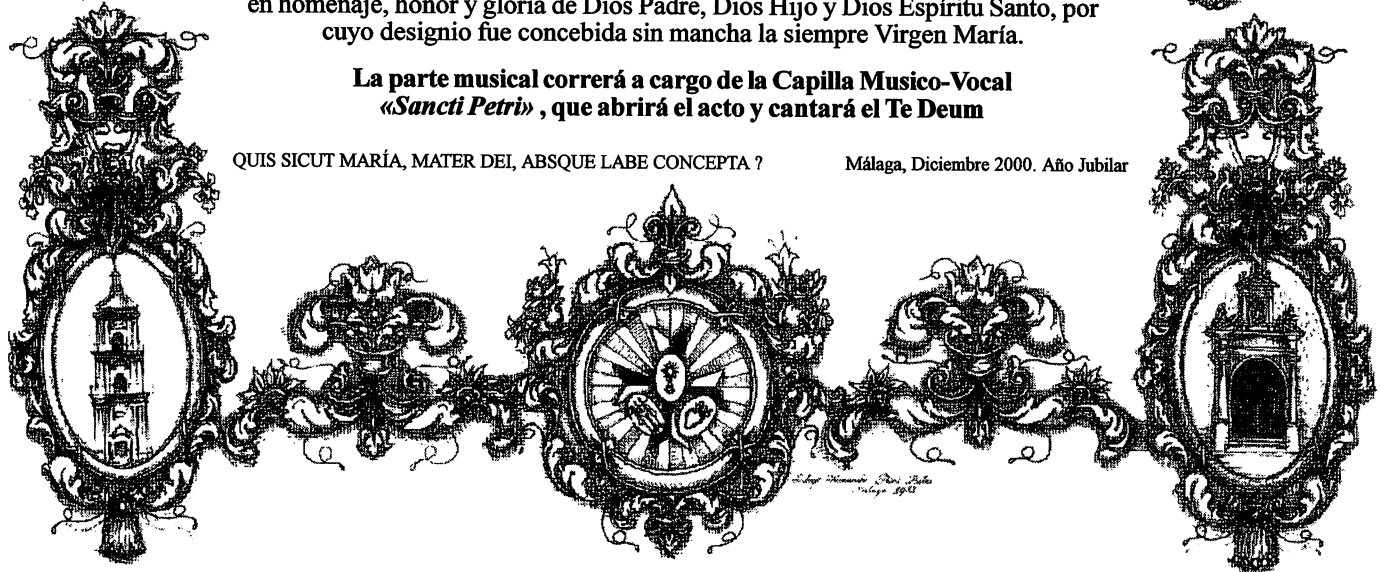 en homenaje, honor y gloria de Dios Padre, Dios Hijo y Dios Espíritu Santo, por
cuyo designio fue concebida sin mancha la siempre Virgen María.
La parte musical correrá a cargo de la Capilla Musico-Vocal
«Sancti Petri» , que abrirá el acto y cantará el Te Deum
QUIS SICUT MARÍA, MATER DEI, ABSQUE LABE CONCEPTA ?
Málaga, Diciembre 2000. Año Jubilar